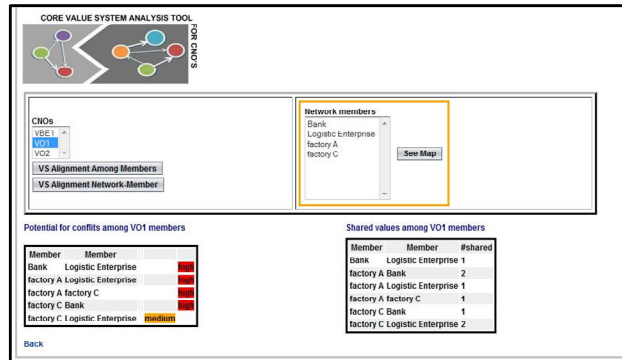 CORE VALUE SYSTEM ANALYSIS TOOL
FOR CNO'S
CNOs
VBE1
VO1
VO2
VS Alignment Among Members
VS Alignment Network-Member
Network members
Bank
Logistic Enterprise
factory A
factory C
See Map
Potential for conflits among VO1 members
Member Member
Bank Logistic Enterprise high
factory A Logistic Enterprise high
factory A factory C high
factory C Bank high
factory C Logistic Enterprise medium
Shared values among VO1 members
Member Member #shared
Bank Logistic Enterprise 1
factory A Bank 2
factory A Logistic Enterprise 1
factory A factory C 1
factory C Bank 1
factory C Logistic Enterprise 2
Back